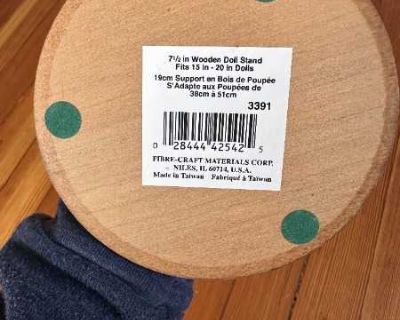 7½ in Wooden Doll Stand
Fits 15 in - 20 in Dolls
19cm Support en Bois de Poupée
S'Adapte aux Poupées de
38cm à 51cm
3391
0 28444 42542 5
FIBRE-CRAFT MATERIALS CORP.
NILES, IL 60714, U.S.A.
Made in Taiwan Fabriqué à Taiwan